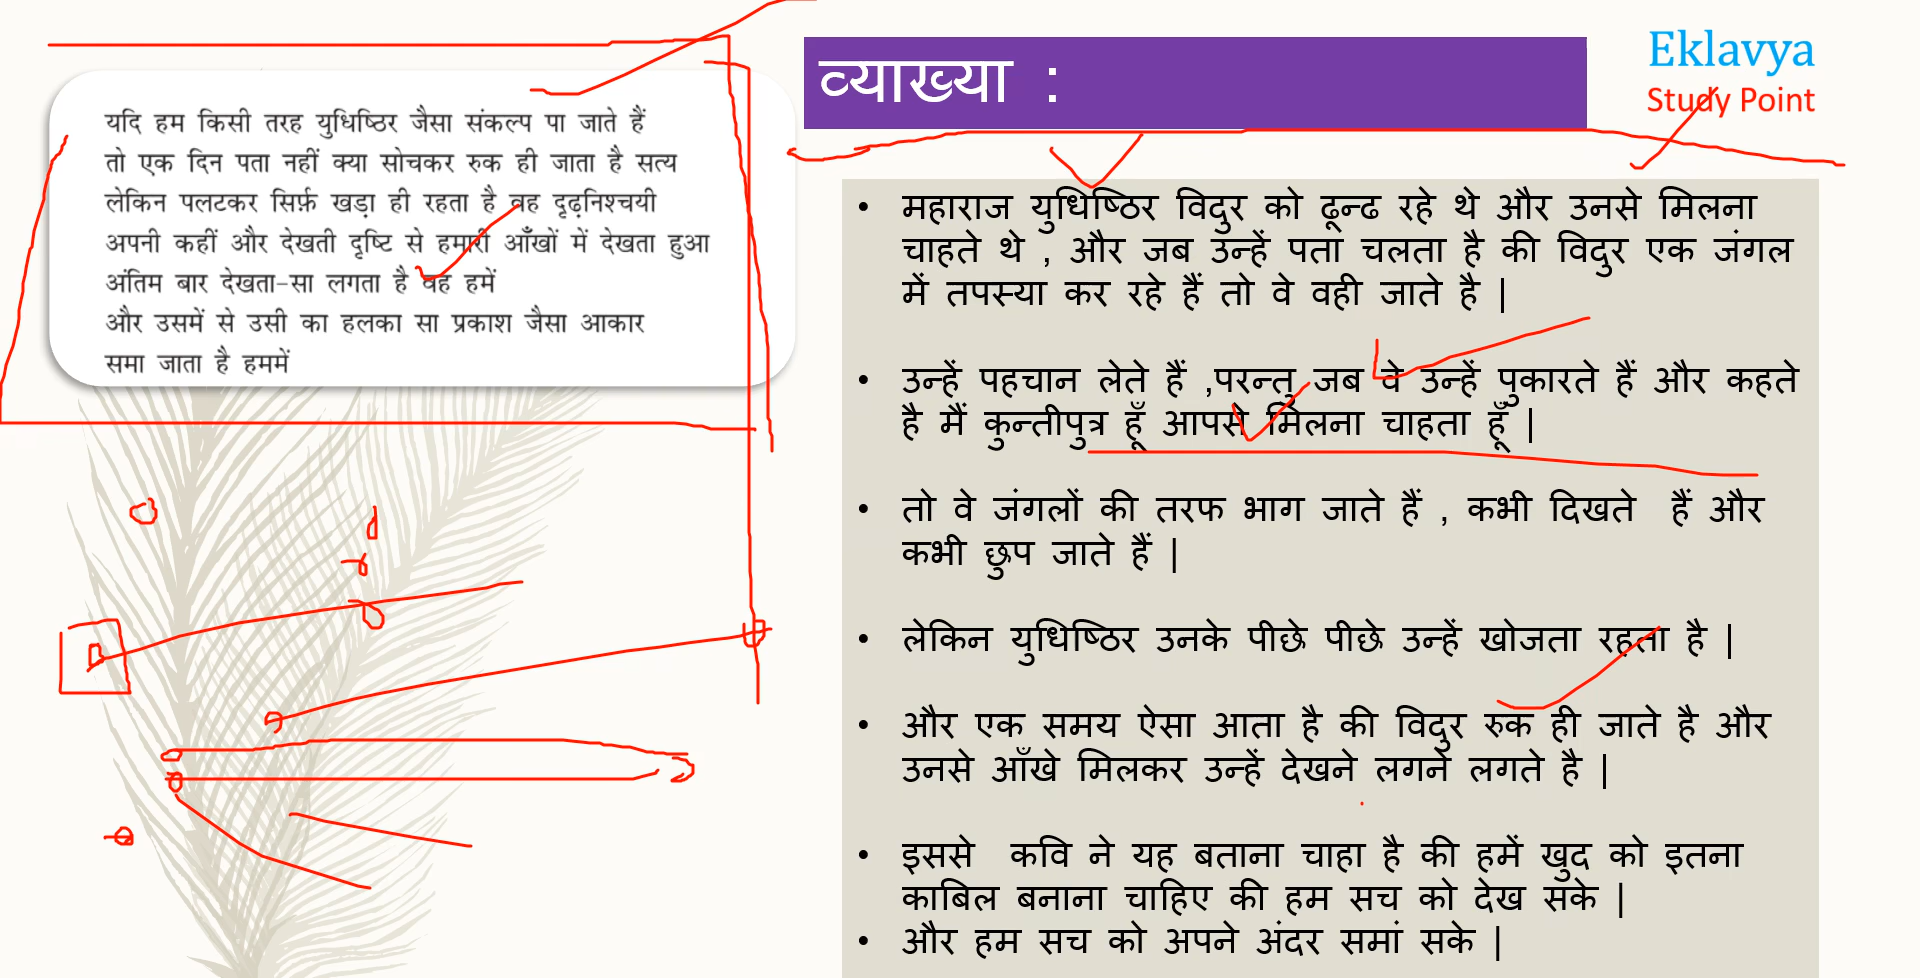 यदि हम किसी तरह युधिष्ठिर जैसा संकल्प पा जाते हैं
तो एक दिन पता नहीं क्या सोचकर रुक ही जाता है सत्य
लेकिन पलटकर सिर्फ़ खड़ा ही रहता है वह दृढ़निश्चयी
अपनी कहीं और देखती दृष्टि से हमारी आँखों में देखता हुआ
अंतिम बार देखता-सा लगता है वह हमें
और उसमें से उसी का हलका सा प्रकाश जैसा आकार
समा जाता है हममें
व्याख्या :
Eklavya
Study Point
• महाराज युधिष्ठिर विदुर को ढून्ढ रहे थे और उनसे मिलना
चाहते थे , और जब उन्हें पता चलता है की विदुर एक जंगल
में तपस्या कर रहे हैं तो वे वही जाते है |
• उन्हें पहचान लेते हैं ,परन्तु जब वे उन्हें पुकारते हैं और कहते
है मैं कुन्तीपुत्र हूँ आपसे मिलना चाहता हूँ |
• तो वे जंगलों की तरफ भाग जाते हैं , कभी दिखते हैं और
कभी छुप जाते हैं |
• लेकिन युधिष्ठिर उनके पीछे पीछे उन्हें खोजता रहता है |
• और एक समय ऐसा आता है की विदुर रुक ही जाते है और
उनसे आँखे मिलकर उन्हें देखने लगने लगते है |
• इससे कवि ने यह बताना चाहा है की हमें खुद को इतना
काबिल बनाना चाहिए की हम सच को देख सके |
• और हम सच को अपने अंदर समां सके |